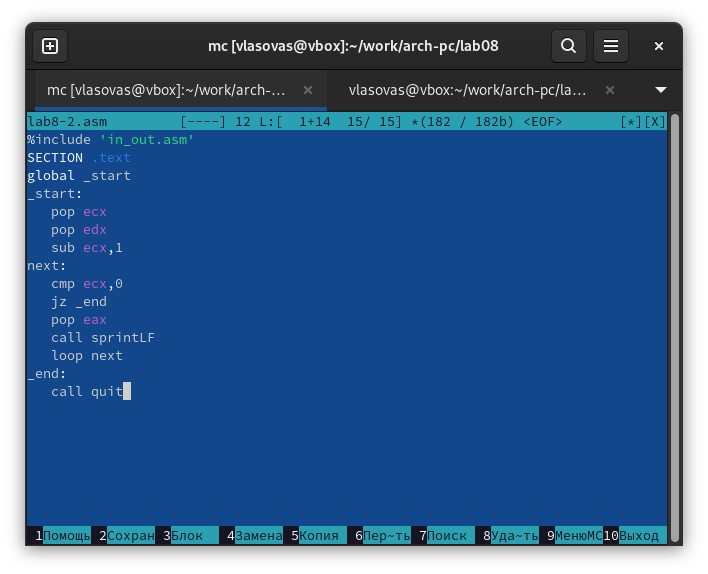 mc [vlasovas@vbox]:~/work/arch-pc/lab08
mc [vlasovas@vbox]:~/work/arch-... vlasovas@vbox:~/work/arch-pc/la...
lab8-2.asm         [----] 12 L:[  1+14  15/ 15] *(182 / 182b) <EOF>       [*][X]
%include 'in_out.asm'
SECTION .text
global _start
_start:
   pop ecx
   pop edx
   sub ecx,1
next:
   cmp ecx,0
   jz _end
   pop eax
   call sprintLF
   loop next
_end:
   call quit
1Помощь 2Сохран 3Блок 4Замена 5Копия 6Пер~ть 7Поиск 8Уда~ть 9МенюМС 10Выход